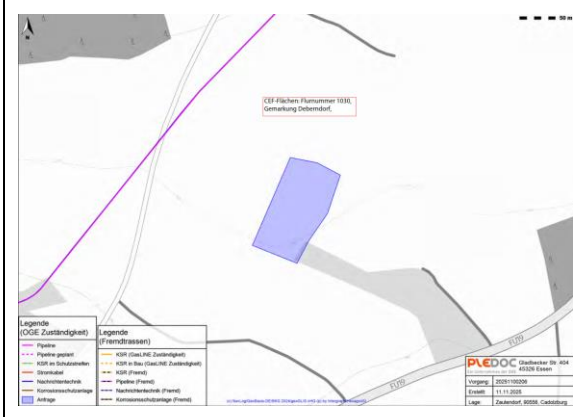 N
50 m
CEF-Flächen: Flurnummer 1030,
Gemarkung Deberndorf,
FÜ19
FÜ19
Legende
(OGE Zuständigkeit)
Pipeline
Pipeline geplant
KSR im Schutzstreifen
Stromkabel
Nachrichtentechnik
Korrosionsschutzanlage
Anfrage
Legende
(Fremdtrassen)
KSR (GasLINE Zuständigkeit)
KSR in Bau (GasLINE Zuständigkeit)
KSR (Fremd)
Pipeline (Fremd)
Nachrichtentechnik (Fremd)
Korrosionsschutzanlage (Fremd)
PLEDOC
Gladbecker Str. 404
45326 Essen
Vorgang: 20251100206
Erstellt: 11.11.2025
Lage: Zautendorf, 90556, Cadolzburg